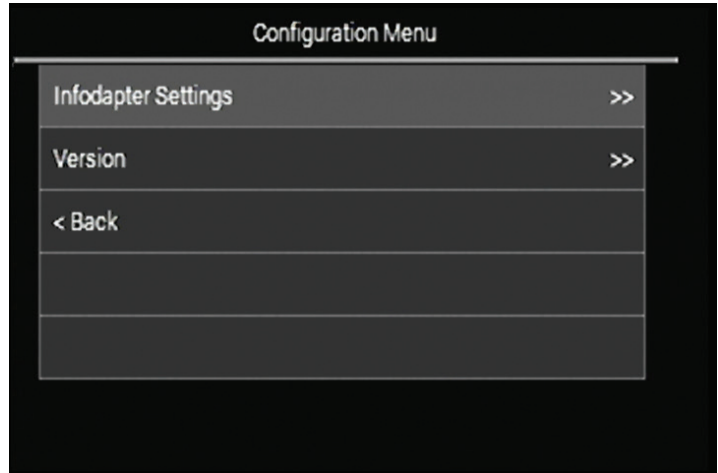 Configuration Menu
Infodapter Settings >>
Version >>
< Back